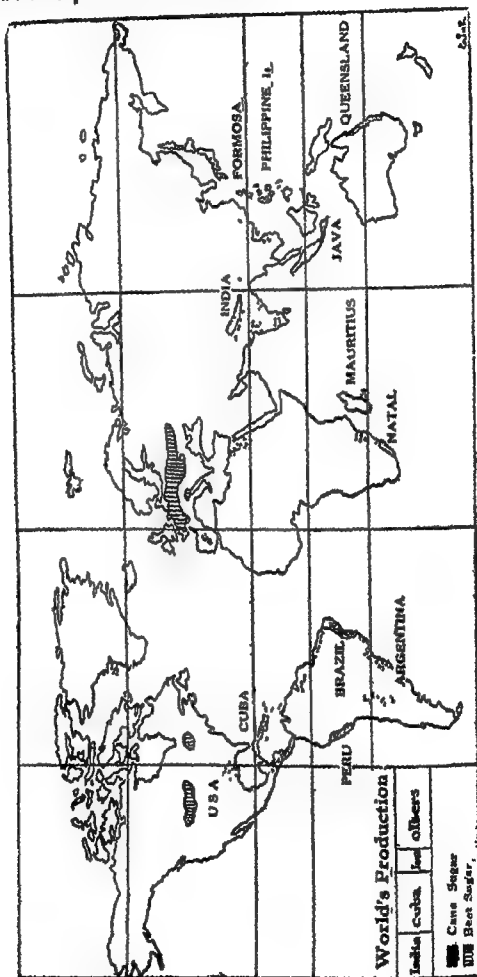 FORMOSA
PHILIPPINE Is
QUEENSLAND
INDIA
JAVA
MAURITIUS
NATAL
CUBA
USA
BRAZIL
ARGENTINA
PERU
World's Production
India Cuba Java others
Cane Sugar
Beet Sugar